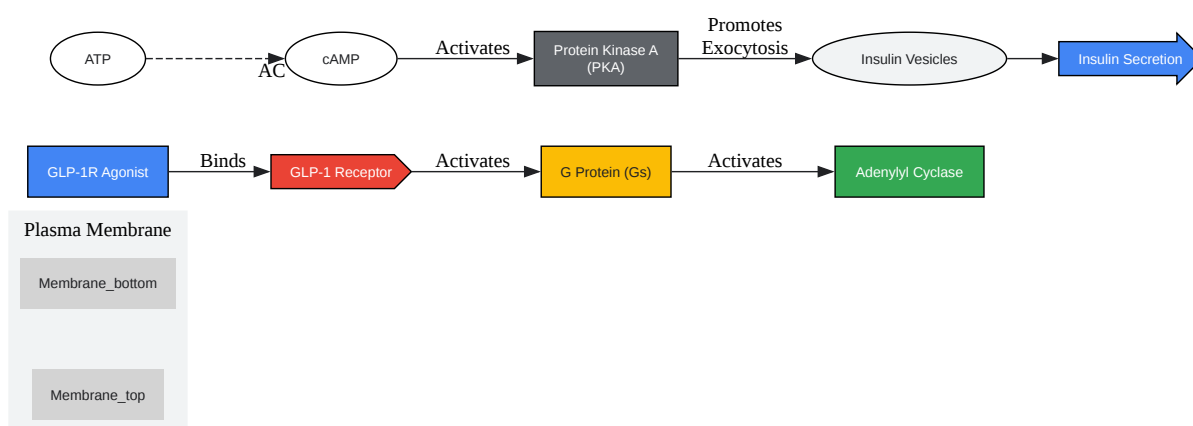 Promotes
Activates
Exocytosis
ATP
AC
cAMP
Protein Kinase A
(PKA)
Insulin Vesicles
Insulin Secretion
Binds
Activates
Activates
GLP-1R Agonist
GLP-1 Receptor
G Protein (Gs)
Adenylyl Cyclase
Plasma Membrane
Membrane_bottom
Membrane_top